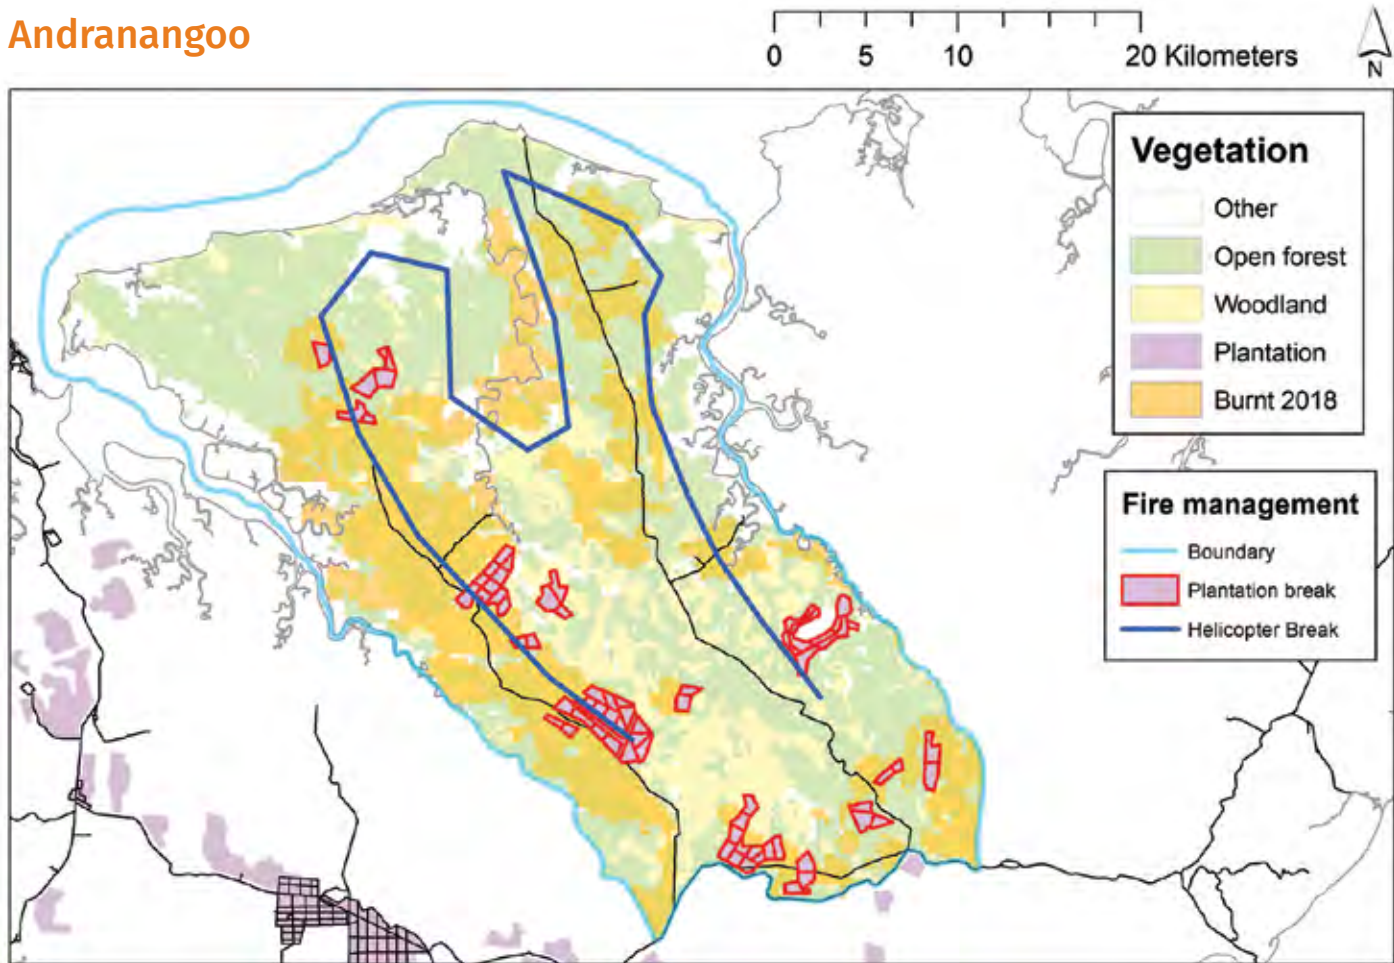 Andranangoo
0 5 10 20 Kilometers
N
Vegetation
Other
Open forest
Woodland
Plantation
Burnt 2018
Fire management
Boundary
Plantation break
Helicopter Break